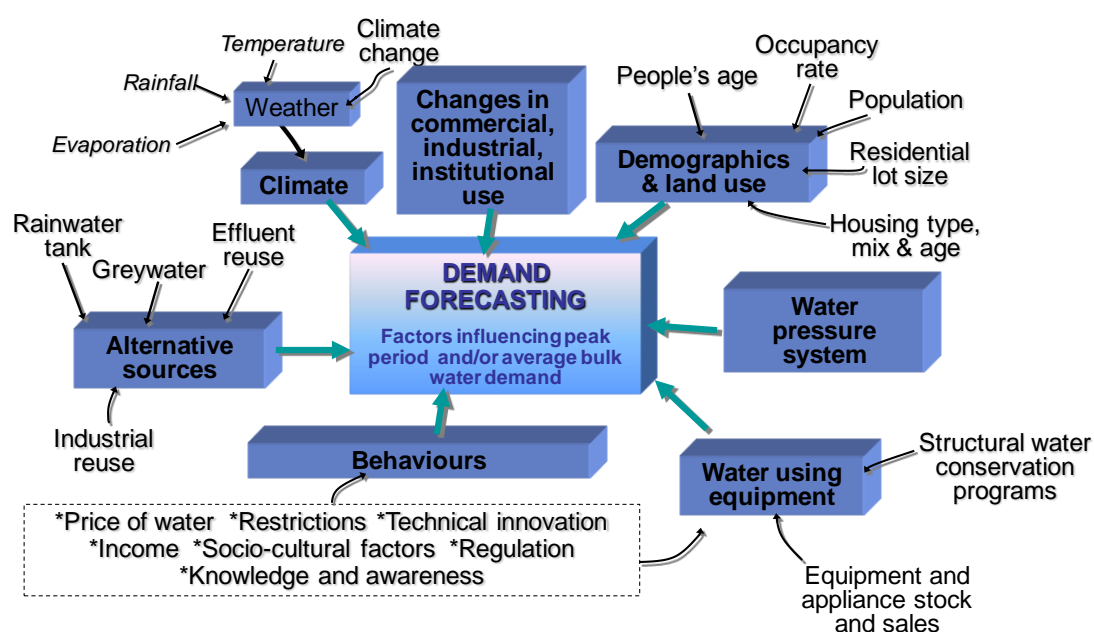 Temperature
Climate
change
Rainfall
Weather
Evaporation
Climate
Changes in
commercial,
industrial,
institutional
use
People's age
Occupancy
rate
Population
Demographics
& land use
Residential
lot size
Housing type,
mix & age
Rainwater
tank
Greywater
Effluent
reuse
Alternative
sources
Industrial
reuse
DEMAND
FORECASTING
Factors influencing peak
period and/or average bulk
water demand
Water
pressure
system
Behaviours
*Price of water *Restrictions *Technical innovation
*Income *Socio-cultural factors *Regulation
*Knowledge and awareness
Water using
equipment
Structural water
conservation
programs
Equipment and
appliance stock
and sales